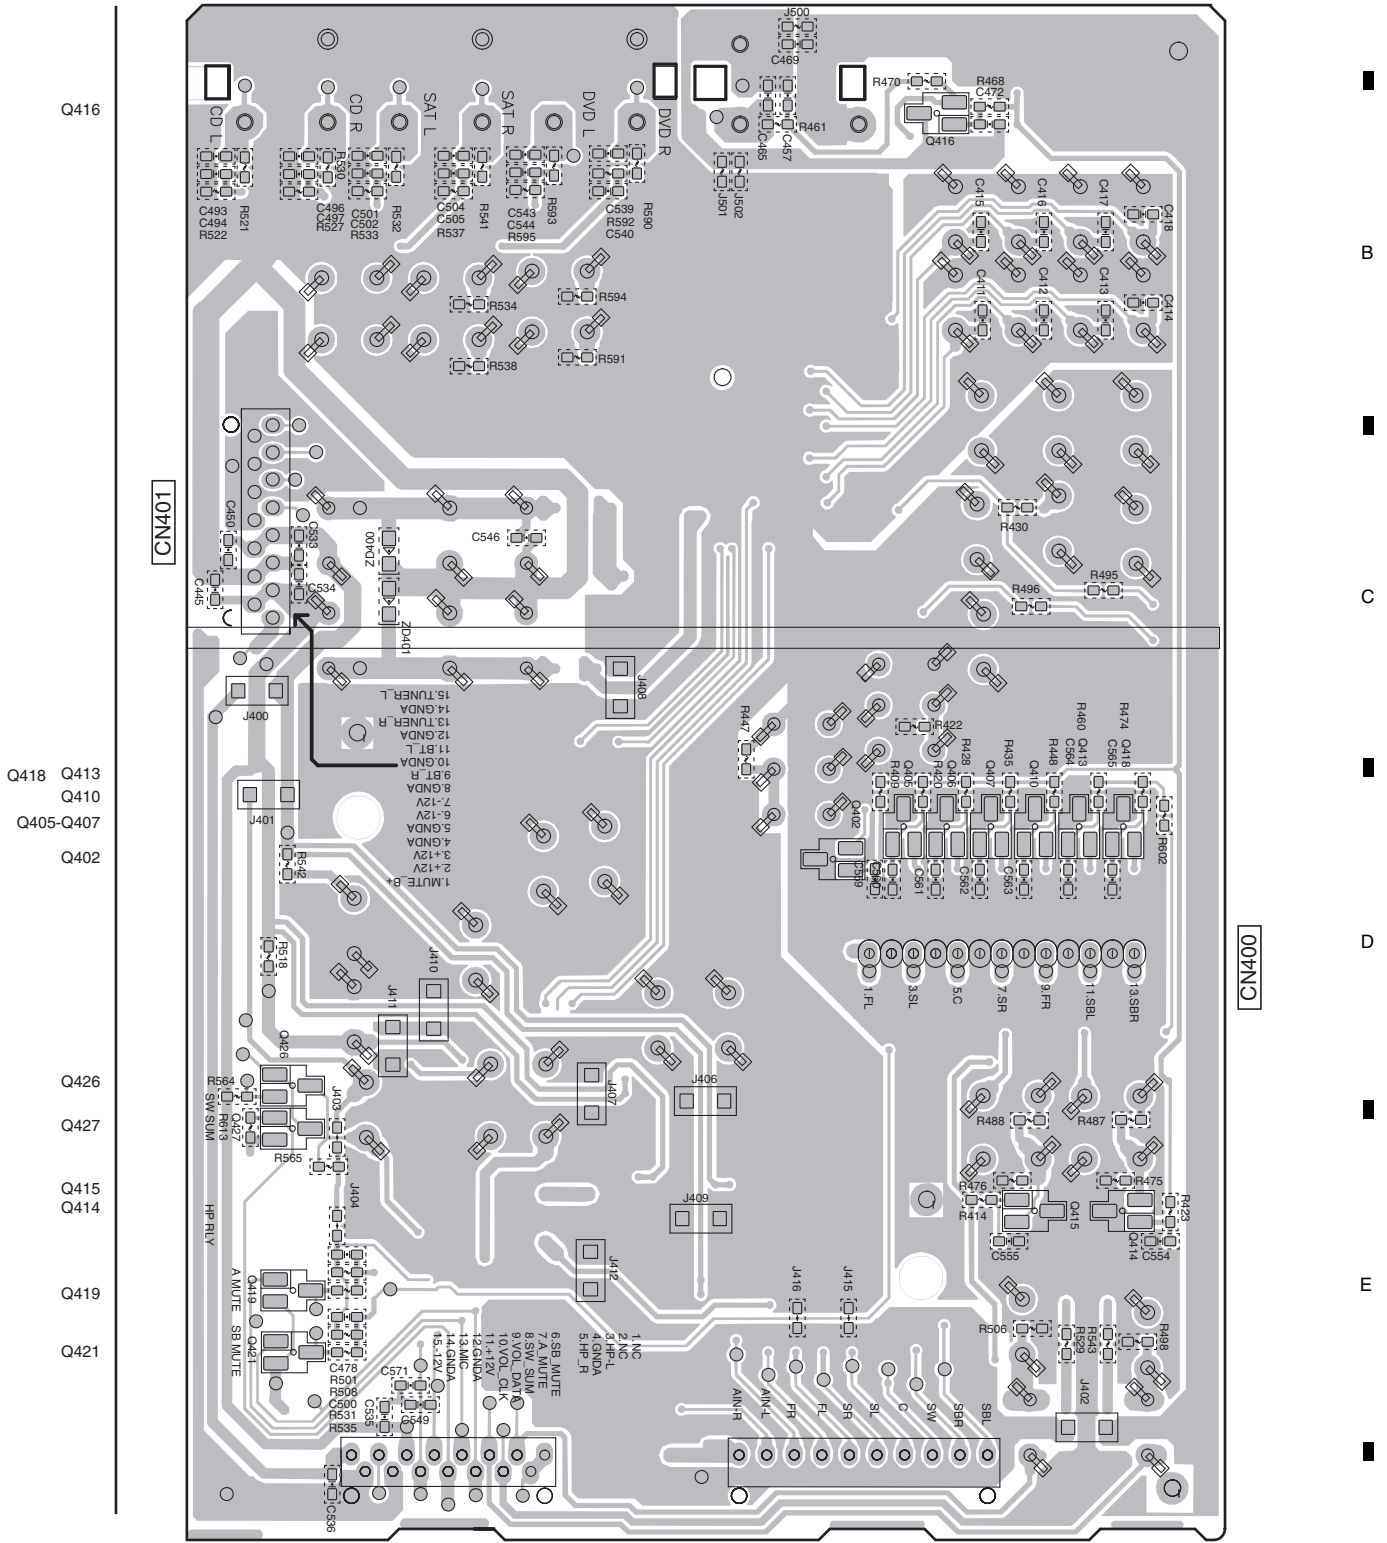 J500
C469
R470
R468
C472
Q416
Q416
CD L
CD R
SAT L
SAT R
DVD L
DVD R
R461
C465
C457
R530
J501
J502
C415
C416
C417
C418
C493
C494
R522
R521
C496
C497
R527
C501
C502
R533
R532
C504
C505
R537
R541
C543
C544
R595
R593
C539
R592
C540
R590
B
C411
C412
C413
C414
R534
R594
R538
R591
CN401
C450
C533
ZD400
C546
R430
C445
C534
R496
R495
C
ZD401
J408
J400
15.TUNER_L
14.GNDA
13.TUNER_R
12.GNDA
11.BT_L
10.GNDA
9.BT_R
8.GNDA
7.-12V
6.-12V
5.GNDA
4.GNDA
3.+12V
2.+12V
1.MUTE_B+
R447
R422
R460
R474
R409
Q405
R420
Q406
R428
Q407
R435
Q410
R448
C564
Q413
C565
Q418
Q418 Q413
Q410
Q405-Q407
Q402
J401
Q402
R602
R542
C559
C560
C561
C562
C563
R518
J410
J411
D
CN400
1.FL
3.SL
5.C
7.SR
9.FR
11.SBL
13.SBR
Q426
Q426
R564
J403
J407
J406
SW SUM
R613
Q427
Q427
R565
R488
R487
Q415
Q414
J404
J409
R476
R475
R414
Q415
Q414
R423
HP RLY
C555
C554
J412
Q419
A MUTE
Q419
J416
J415
E
Q421
SB MUTE
Q421
R506
R529
R543
R498
C478
R501
R508
C500
R531
R535
C571
C549
C535
15.-12V
14.GNDA
13.MIC
12.GNDA
11.+12V
10.VOL_CLK
9.VOL_DATA
8.SW_SUM
7.A_MUTE
6.SB_MUTE
5.HP_R
4.GNDA
3.HP-L
2.NC
1.NC
J402
AIN-R
AIN-L
FR
FL
SR
SL
C
SW
SBR
SBL
C536